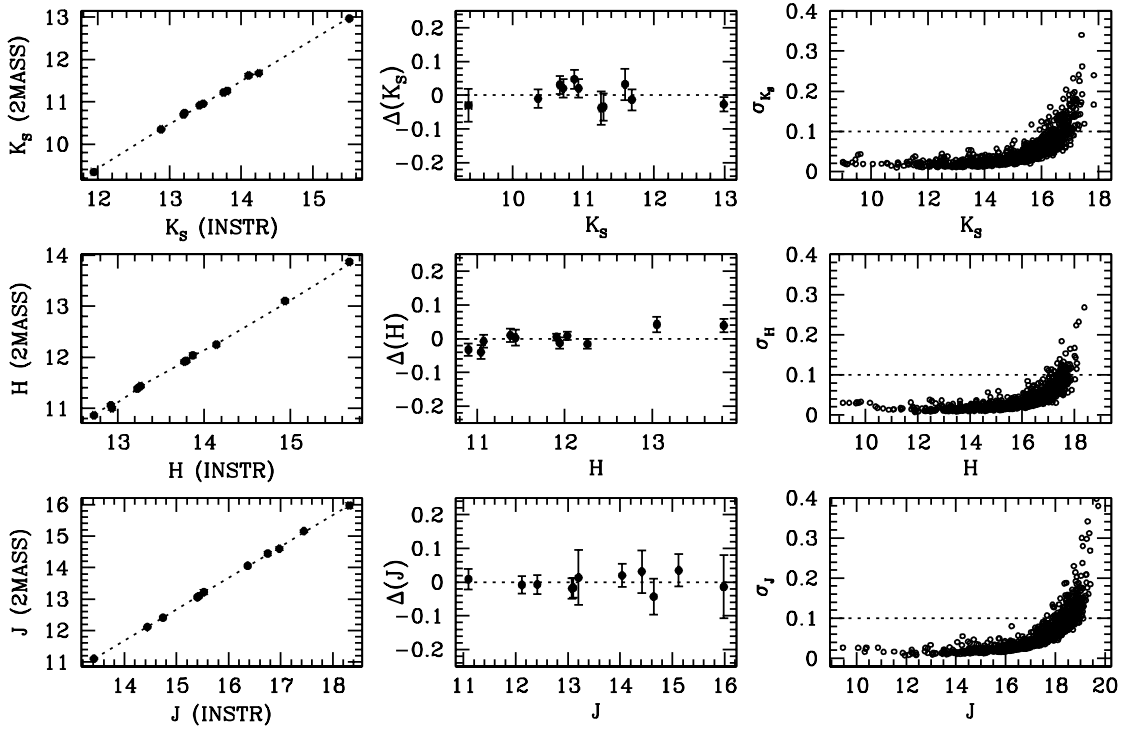 13
12
11
10
K_S (2MASS)
12 13 14 15
K_S (INSTR)
0.2
0.1
0
−0.1
−0.2
Δ(K_S)
10 11 12 13
K_S
0.4
0.3
0.2
0.1
0
σ_K_S
10 12 14 16 18
K_S
14
13
12
11
H (2MASS)
13 14 15
H (INSTR)
0.2
0.1
0
−0.1
−0.2
Δ(H)
11 12 13
H
0.4
0.3
0.2
0.1
0
σ_H
10 12 14 16 18
H
16
15
14
13
12
11
J (2MASS)
14 15 16 17 18
J (INSTR)
0.2
0.1
0
−0.1
−0.2
Δ(J)
11 12 13 14 15 16
J
0.4
0.3
0.2
0.1
0
σ_J
10 12 14 16 18 20
J